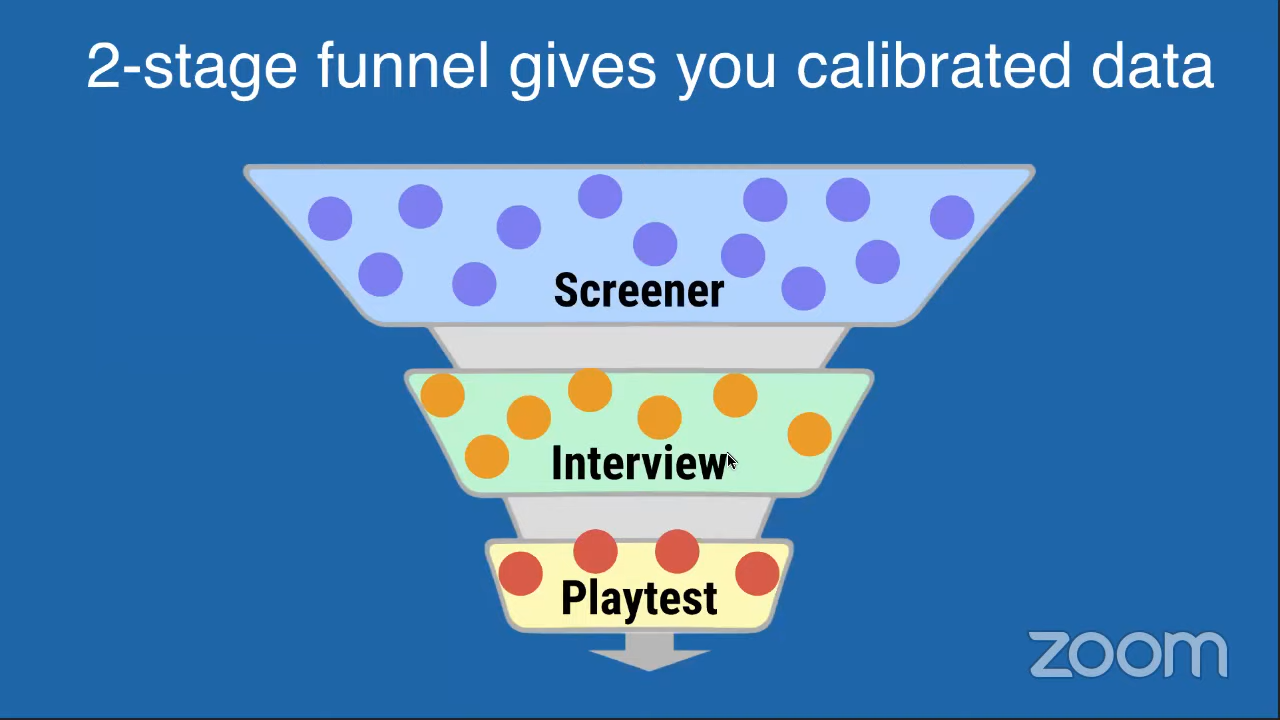 2-stage funnel gives you calibrated data
Screener
Interview
Playtest
zoom